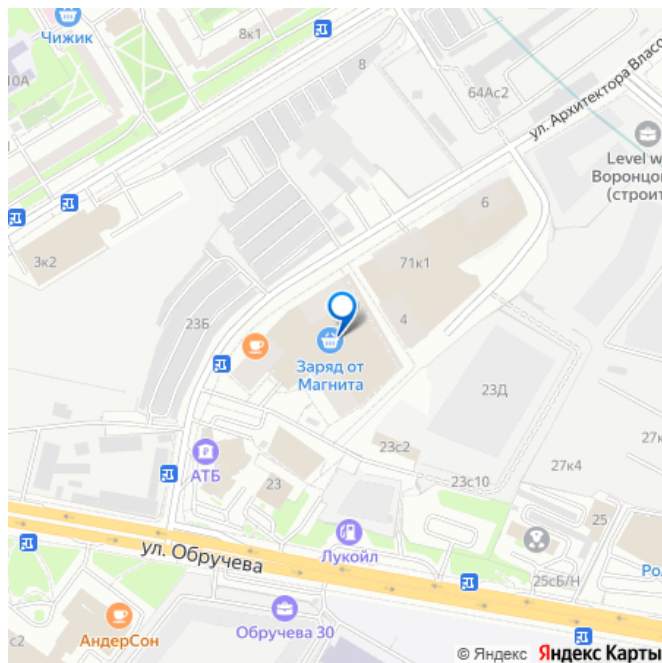 Чижик
8к1
10А
8
64Ас2
ул. Архитектора Власо
Level w
Воронцо
(строит
6
3к2
71к1
23Б
4
Заряд от
Магнита
23Д
23с2
27к
АТБ
23с10
27к4
23
25
Лукойл
ул. Обручева
25сБ/Н
Рол
с2
АндерСон
Обручева 30
© Яндекс Яндекс Карты